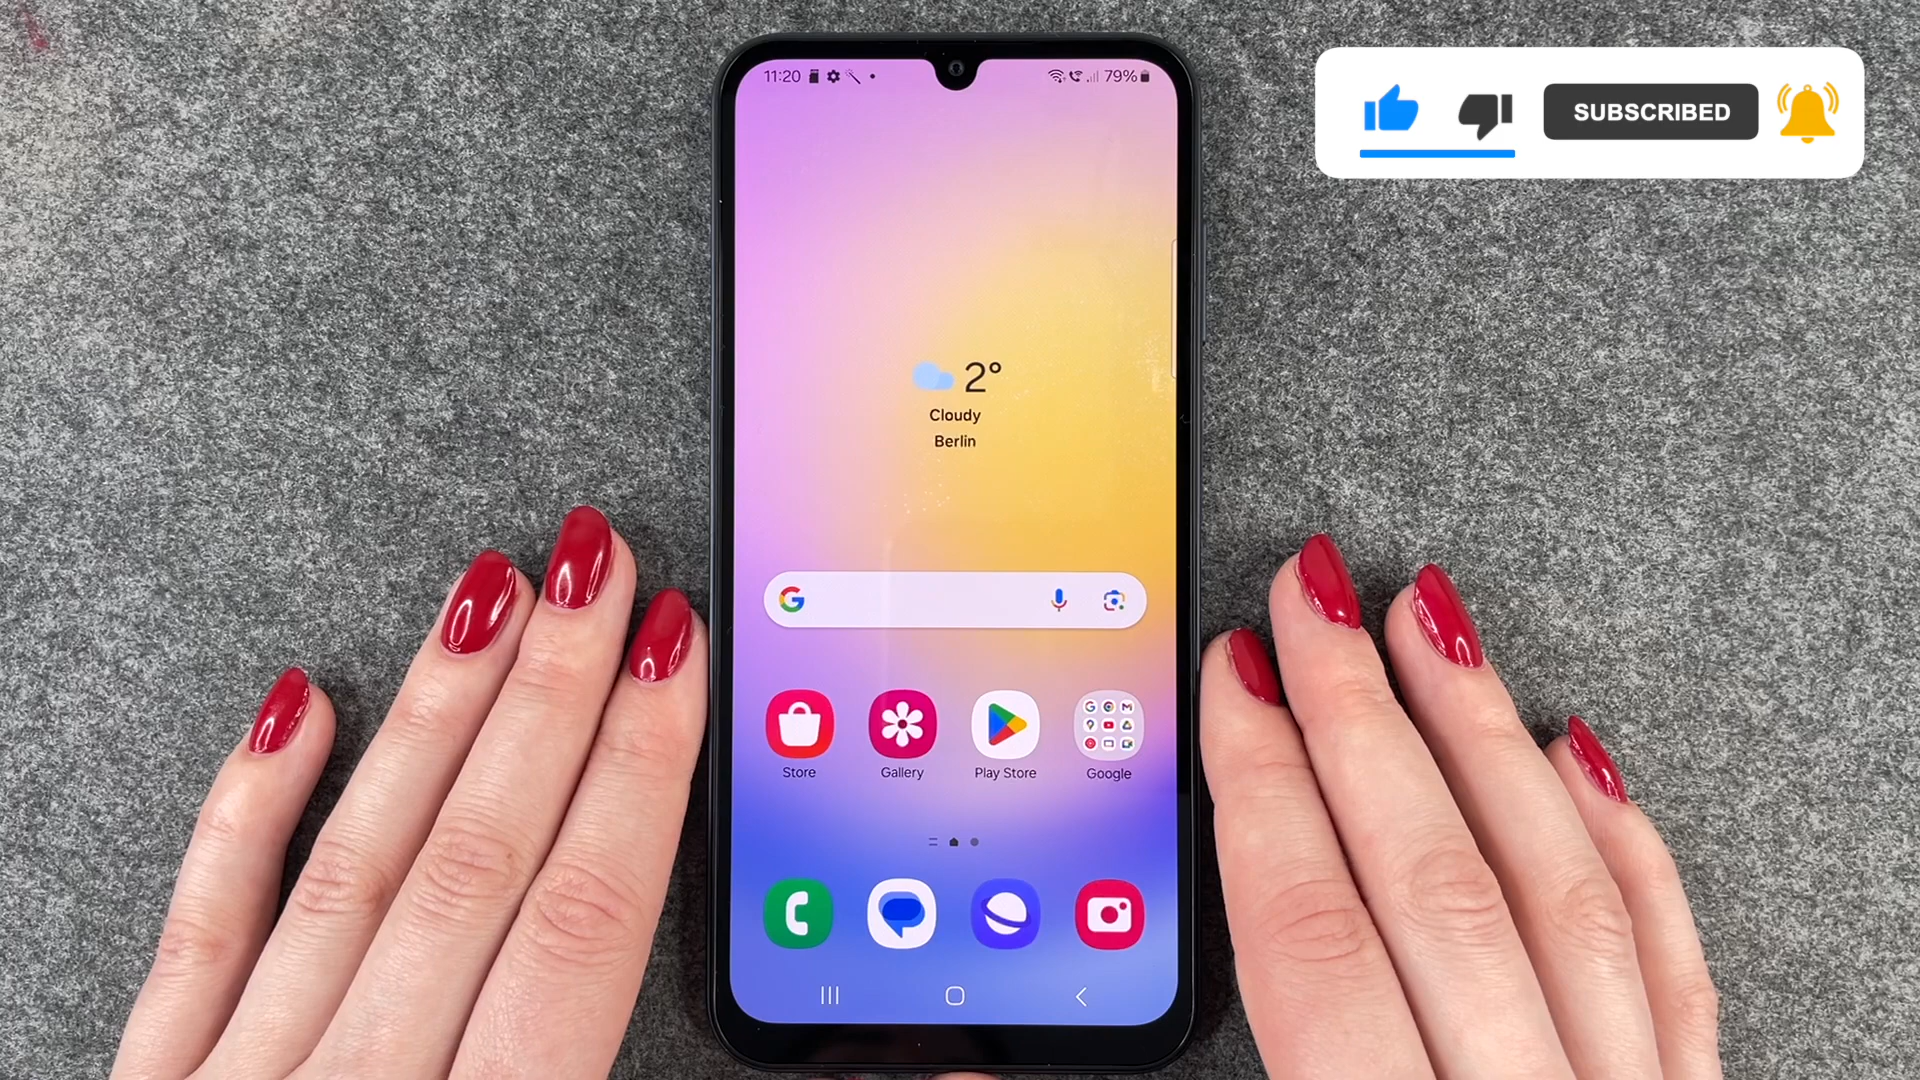 11:20 79%
SUBSCRIBED
2°
Cloudy
Berlin
Store Gallery Play Store Google